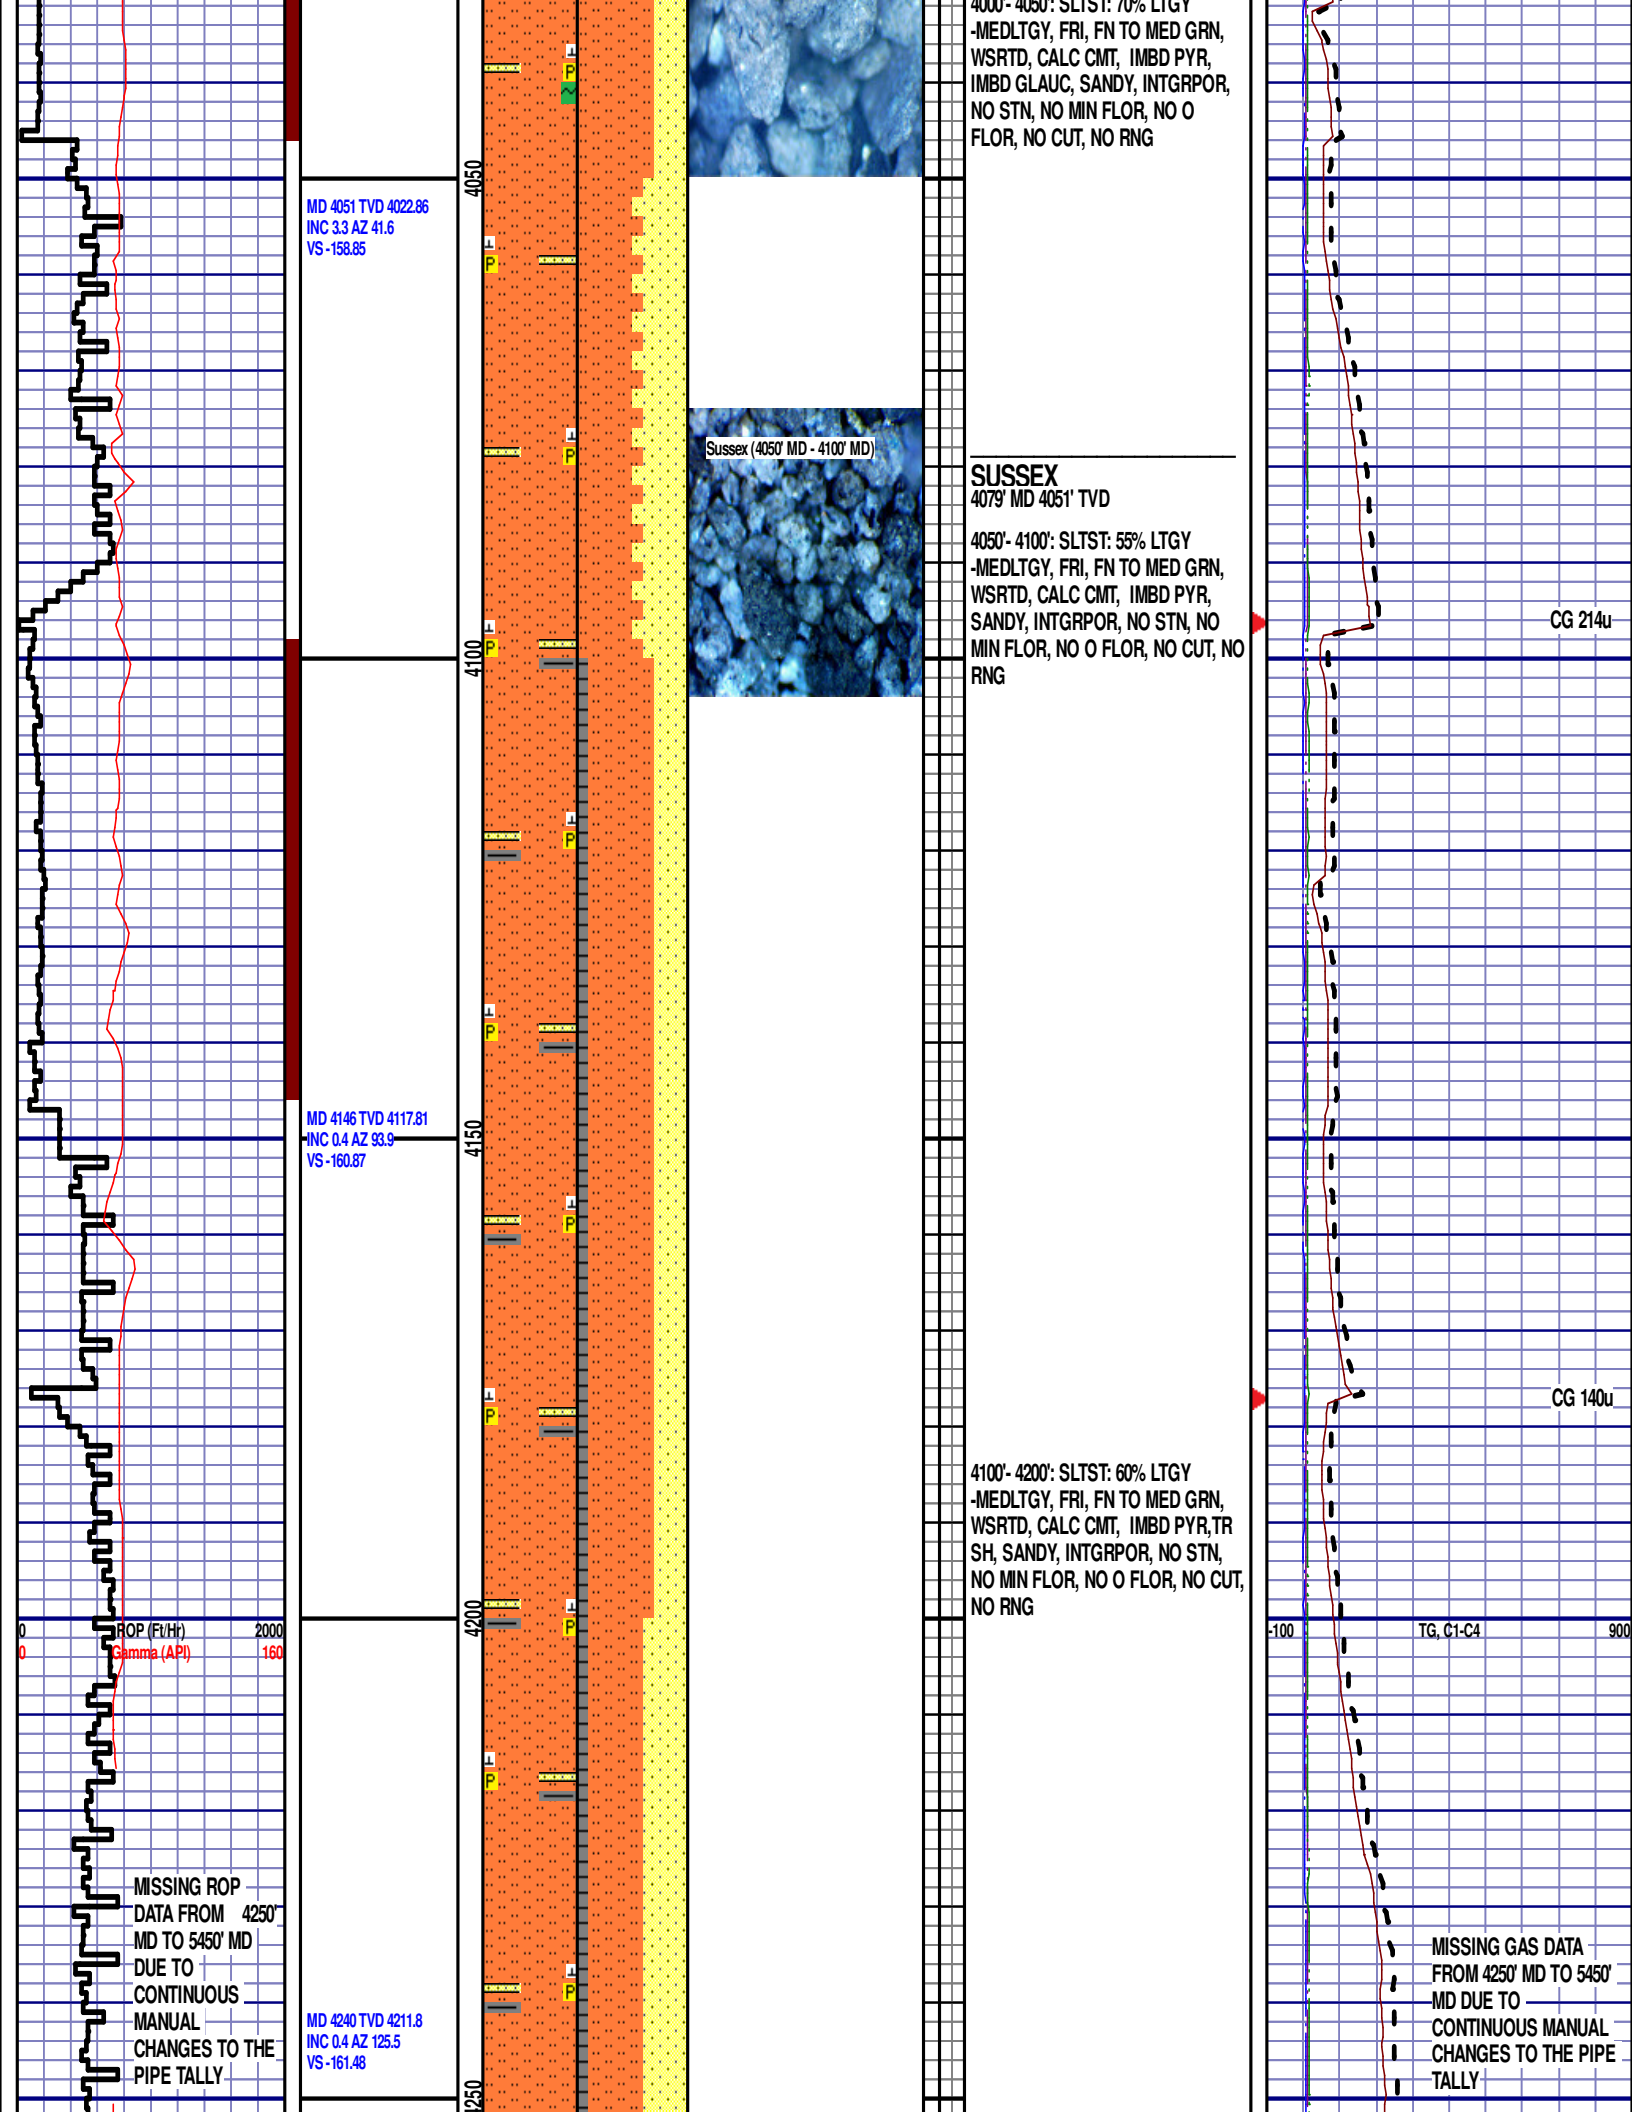 4000'- 4050': SLTST: 70% LTGY
-MEDLTGY, FRI, FN TO MED GRN,
WSRTD, CALC CMT, IMBD PYR,
IMBD GLAUC, SANDY, INTGRPOR,
NO STN, NO MIN FLOR, NO O
FLOR, NO CUT, NO RNG
P
4050
MD 4051 TVD 4022.86
INC 3.3 AZ 41.6
VS -158.85
P
P
Sussex (4050' MD - 4100' MD)
SUSSEX
4079' MD 4051' TVD
4050'- 4100': SLTST: 55% LTGY
-MEDLTGY, FRI, FN TO MED GRN,
WSRTD, CALC CMT, IMBD PYR,
SANDY, INTGRPOR, NO STN, NO
MIN FLOR, NO O FLOR, NO CUT, NO
RNG
CG 214u
P
4100
P
P
MD 4146 TVD 4117.81
INC 0.4 AZ 93.9
VS -160.87
4150
P
P
CG 140u
4100'- 4200': SLTST: 60% LTGY
-MEDLTGY, FRI, FN TO MED GRN,
WSRTD, CALC CMT, IMBD PYR,TR
SH, SANDY, INTGRPOR, NO STN,
NO MIN FLOR, NO O FLOR, NO CUT,
NO RNG
4200
P
0 ROP (Ft/Hr) 2000
0 Gamma (API) 160
-100 TG, C1-C4 900
P
MISSING ROP
DATA FROM 4250'
MD TO 5450' MD
DUE TO
CONTINUOUS
MANUAL
CHANGES TO THE
PIPE TALLY
P
MD 4240 TVD 4211.8
INC 0.4 AZ 125.5
VS -161.48
MISSING GAS DATA
FROM 4250' MD TO 5450'
MD DUE TO
CONTINUOUS MANUAL
CHANGES TO THE PIPE
TALLY
4250